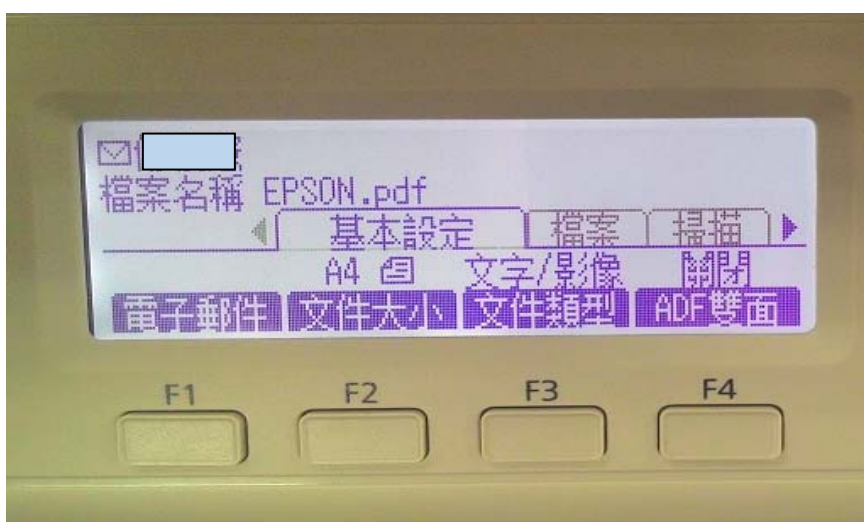 檔案名稱 EPSON.pdf
基本設定 檔案 掃描
A4 文字/影像 關閉
電子郵件 文件大小 文件類型 ADF雙面
F1 F2 F3 F4